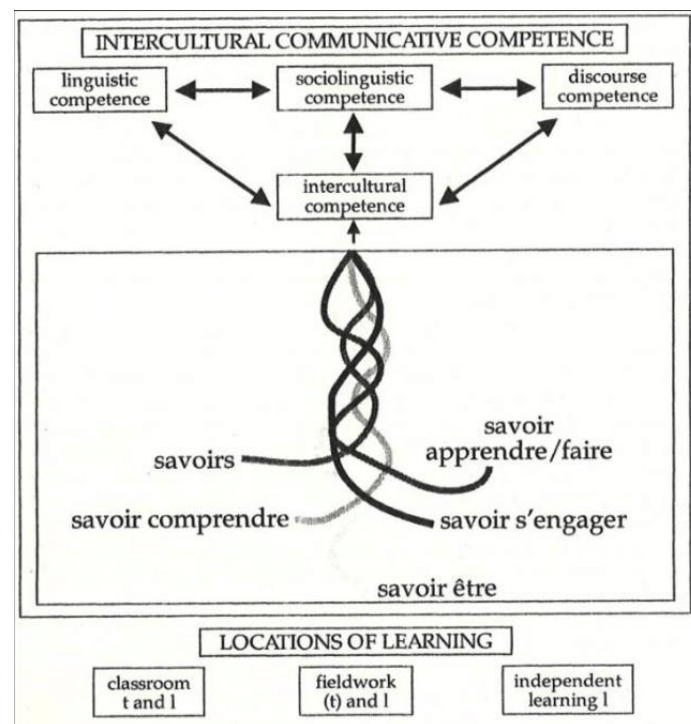 INTERCULTURAL COMMUNICATIVE COMPETENCE
linguistic
competence
sociolinguistic
competence
discourse
competence
intercultural
competence
savoirs
savoir
apprendre/faire
savoir comprendre
savoir s'engager
savoir être
LOCATIONS OF LEARNING
classroom
t and l
fieldwork
(t) and l
independent
learning l